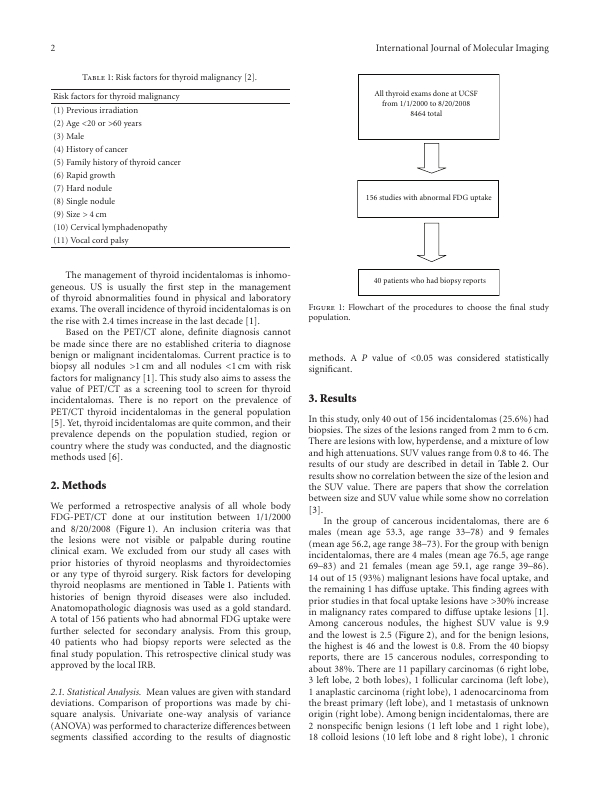 2
International Journal of Molecular Imaging
Table 1: Risk factors for thyroid malignancy [2].
Risk factors for thyroid malignancy
(1) Previous irradiation
(2) Age <20 or >60 years
(3) Male
(4) History of cancer
(5) Family history of thyroid cancer
(6) Rapid growth
(7) Hard nodule
(8) Single nodule
(9) Size > 4 cm
(10) Cervical lymphadenopathy
(11) Vocal cord palsy
The management of thyroid incidentalomas is inhomo-
geneous. US is usually the first step in the management
of thyroid abnormalities found in physical and laboratory
exams. The overall incidence of thyroid incidentalomas is on
the rise with 2.4 times increase in the last decade [1].
Based on the PET/CT alone, definite diagnosis cannot
be made since there are no established criteria to diagnose
benign or malignant incidentalomas. Current practice is to
biopsy all nodules >1 cm and all nodules <1 cm with risk
factors for malignancy [1]. This study also aims to assess the
value of PET/CT as a screening tool to screen for thyroid
incidentalomas. There is no report on the prevalence of
PET/CT thyroid incidentalomas in the general population
[5]. Yet, thyroid incidentalomas are quite common, and their
prevalence depends on the population studied, region or
country where the study was conducted, and the diagnostic
methods used [6].
2. Methods
We performed a retrospective analysis of all whole body
FDG-PET/CT done at our institution between 1/1/2000
and 8/20/2008 (Figure 1). An inclusion criteria was that
the lesions were not visible or palpable during routine
clinical exam. We excluded from our study all cases with
prior histories of thyroid neoplasms and thyroidectomies
or any type of thyroid surgery. Risk factors for developing
thyroid neoplasms are mentioned in Table 1. Patients with
histories of benign thyroid diseases were also included.
Anatomopathologic diagnosis was used as a gold standard.
A total of 156 patients who had abnormal FDG uptake were
further selected for secondary analysis. From this group,
40 patients who had biopsy reports were selected as the
final study population. This retrospective clinical study was
approved by the local IRB.
2.1. Statistical Analysis. Mean values are given with standard
deviations. Comparison of proportions was made by chi-
square analysis. Univariate one-way analysis of variance
(ANOVA) was performed to characterize differences between
segments classified according to the results of diagnostic
All thyroid exams done at UCSF
from 1/1/2000 to 8/20/2008
8464 total
156 studies with abnormal FDG uptake
40 patients who had biopsy reports
Figure 1: Flowchart of the procedures to choose the final study
population.
methods. A P value of <0.05 was considered statistically
significant.
3. Results
In this study, only 40 out of 156 incidentalomas (25.6%) had
biopsies. The sizes of the lesions ranged from 2 mm to 6 cm.
There are lesions with low, hyperdense, and a mixture of low
and high attenuations. SUV values range from 0.8 to 46. The
results of our study are described in detail in Table 2. Our
results show no correlation between the size of the lesion and
the SUV value. There are papers that show the correlation
between size and SUV value while some show no correlation
[3].
In the group of cancerous incidentalomas, there are 6
males (mean age 53.3, age range 33–78) and 9 females
(mean age 56.2, age range 38–73). For the group with benign
incidentalomas, there are 4 males (mean age 76.5, age range
69–83) and 21 females (mean age 59.1, age range 39–86).
14 out of 15 (93%) malignant lesions have focal uptake, and
the remaining 1 has diffuse uptake. This finding agrees with
prior studies in that focal uptake lesions have >30% increase
in malignancy rates compared to diffuse uptake lesions [1].
Among cancerous nodules, the highest SUV value is 9.9
and the lowest is 2.5 (Figure 2), and for the benign lesions,
the highest is 46 and the lowest is 0.8. From the 40 biopsy
reports, there are 15 cancerous nodules, corresponding to
about 38%. There are 11 papillary carcinomas (6 right lobe,
3 left lobe, 2 both lobes), 1 follicular carcinoma (left lobe),
1 anaplastic carcinoma (right lobe), 1 adenocarcinoma from
the breast primary (left lobe), and 1 metastasis of unknown
origin (right lobe). Among benign incidentalomas, there are
2 nonspecific benign lesions (1 left lobe and 1 right lobe),
18 colloid lesions (10 left lobe and 8 right lobe), 1 chronic